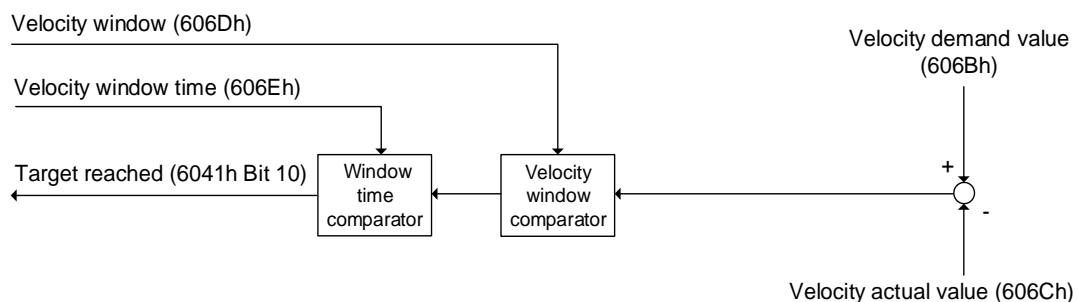 Velocity window (606Dh)
Velocity demand value
(606Bh)
Velocity window time (606Eh)
Target reached (6041h Bit 10)
Window
time
comparator
Velocity
window
comparator
+
-
Velocity actual value (606Ch)